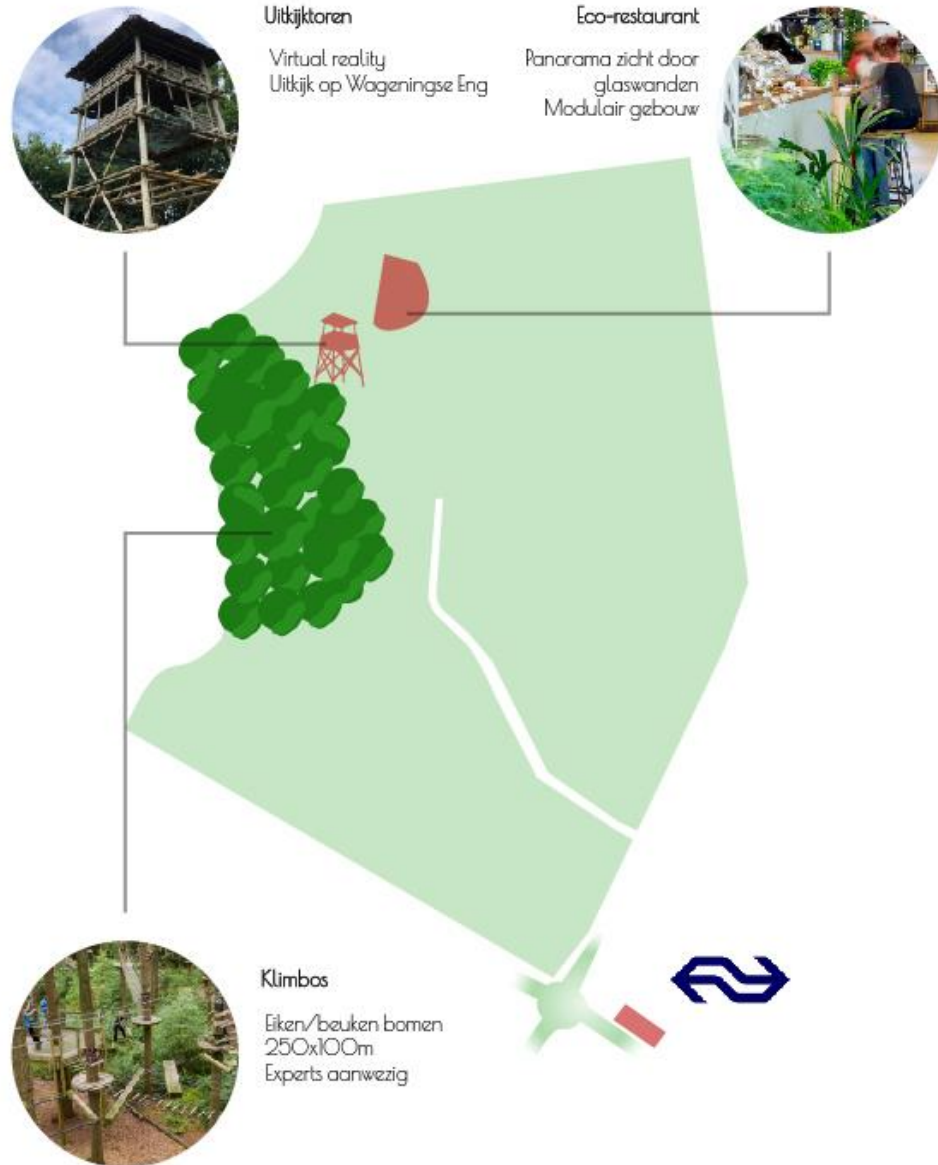 Uitkijktoren
Virtual reality
Uitkijk op Wageningse Eng
Eco-restaurant
Panorama zicht door
glaswanden
Modulair gebouw
Klimbos
Eiken/beuken bomen
250x100m
Experts aanwezig